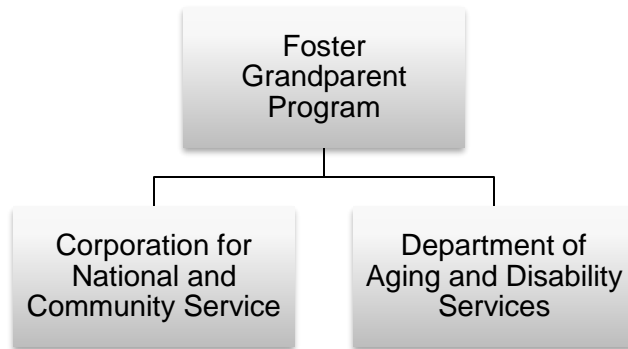 Foster
Grandparent
Program
Corporation for
National and
Community Service
Department of
Aging and Disability
Services